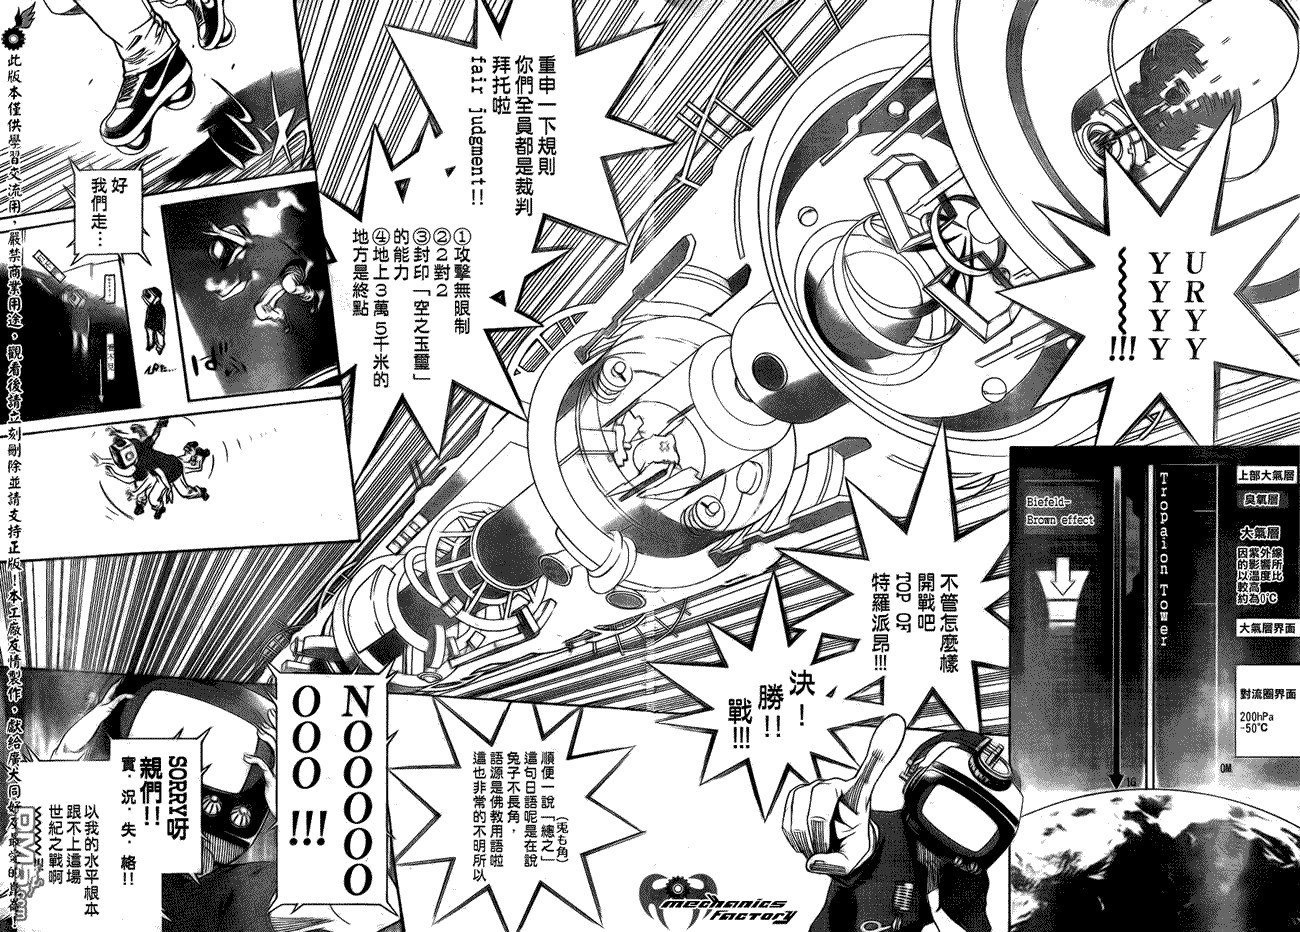 URYY
YYYY
~~~~~!!!
重申一下規則
你們全員都是裁判
拜托啦
fair judgment!!
①攻擊無限制
②2對2
③封印「空之玉璽」
的能力
④地上3萬5千米的
地方是終點
好
我們走…
上部大氣層
臭氧層
大氣層
因紫外線
的影響所
以溫度比
較高
約為0℃
大氣層界面
對流圈界面
200hPa
-50℃
Tropaion Tower
Biefeld-
Brown effect
0M
1G
不管怎麼樣
開戰吧
TOP OF
特羅派昂!!!
決!
勝!!
戰!!!
順便一說「總之」
(兎も角)
這句日語呢是在說
兔子不長角，
語源是佛教用語啦
這也非常的不明所以
NOOOOO
OOO!!!
SORRY呀
親們!!
實.況.失.格!!
以我的水平根本
跟不上這場
世紀之戰啊
mechanics
factory
此版本僅供學習交流用，嚴禁商業用途，觀看後請立刻刪除並請支持正版！本工廠友情製作，獻給廣大同好